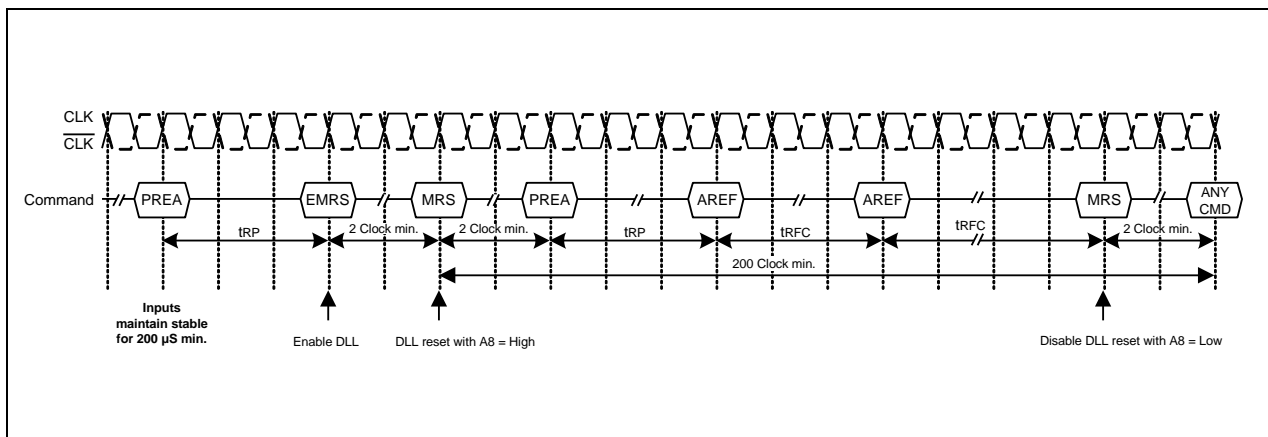 CLK
CLK
Command
PREA
EMRS
MRS
PREA
AREF
AREF
MRS
ANY
CMD
tRP
2 Clock min.
2 Clock min.
tRP
tRFC
tRFC
2 Clock min.
200 Clock min.
Inputs
maintain stable
for 200 µS min.
Enable DLL
DLL reset with A8 = High
Disable DLL reset with A8 = Low